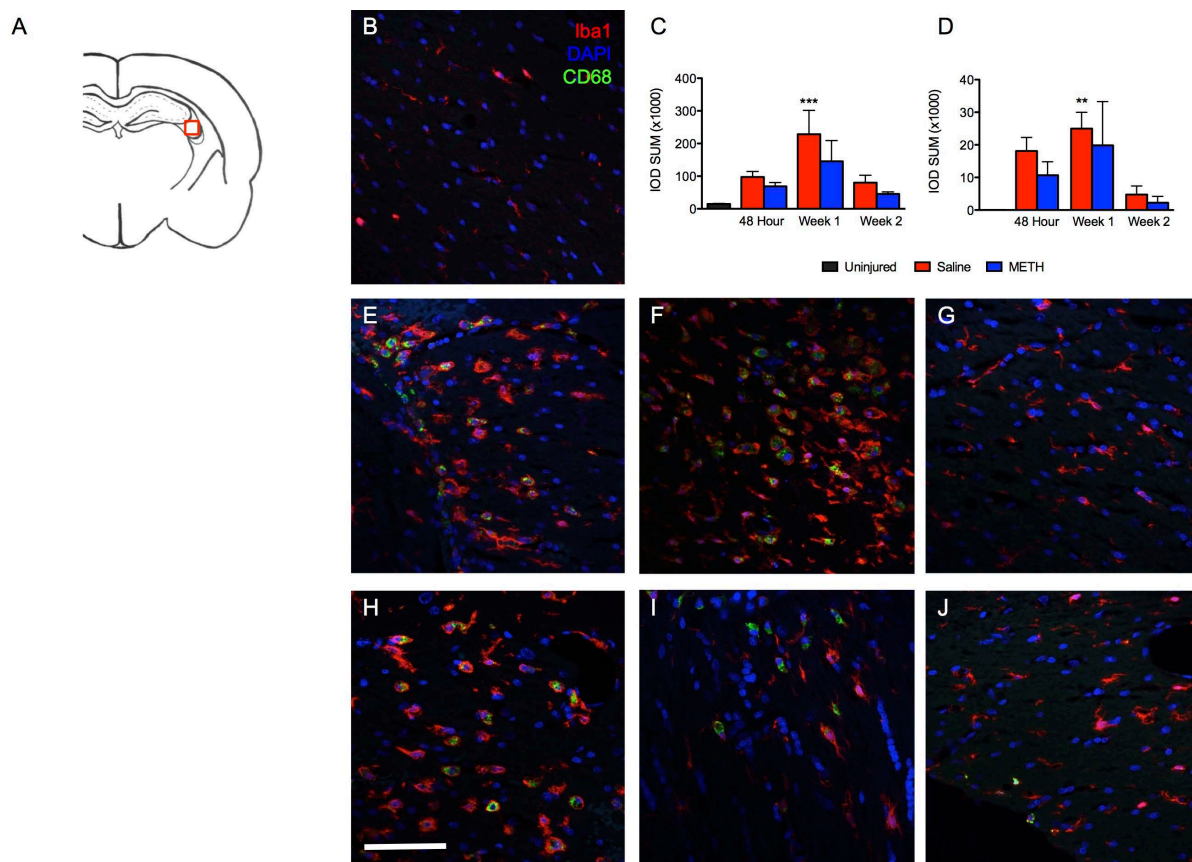 A
B
Iba1
DAPI
CD68
C
IOD SUM (x1000)
400
300
200
100
0
***
48 Hour Week 1 Week 2
D
IOD SUM (x1000)
40
30
20
10
0
**
48 Hour Week 1 Week 2
Uninjured Saline METH
E
F
G
H
I
J